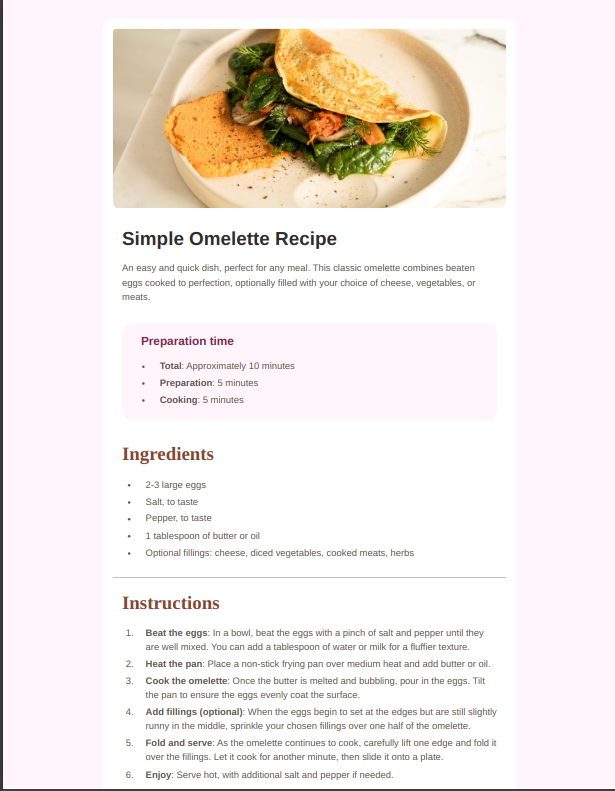 Simple Omelette Recipe
An easy and quick dish, perfect for any meal. This classic omelette combines beaten
eggs cooked to perfection, optionally filled with your choice of cheese, vegetables, or
meats.
Preparation time
• Total: Approximately 10 minutes
• Preparation: 5 minutes
• Cooking: 5 minutes
Ingredients
• 2-3 large eggs
• Salt, to taste
• Pepper, to taste
• 1 tablespoon of butter or oil
• Optional fillings: cheese, diced vegetables, cooked meats, herbs
Instructions
1. Beat the eggs: In a bowl, beat the eggs with a pinch of salt and pepper until they
are well mixed. You can add a tablespoon of water or milk for a fluffier texture.
2. Heat the pan: Place a non-stick frying pan over medium heat and add butter or oil.
3. Cook the omelette: Once the butter is melted and bubbling, pour in the eggs. Tilt
the pan to ensure the eggs evenly coat the surface.
4. Add fillings (optional): When the eggs begin to set at the edges but are still slightly
runny in the middle, sprinkle your chosen fillings over one half of the omelette.
5. Fold and serve: As the omelette continues to cook, carefully lift one edge and fold it
over the fillings. Let it cook for another minute, then slide it onto a plate.
6. Enjoy: Serve hot, with additional salt and pepper if needed.